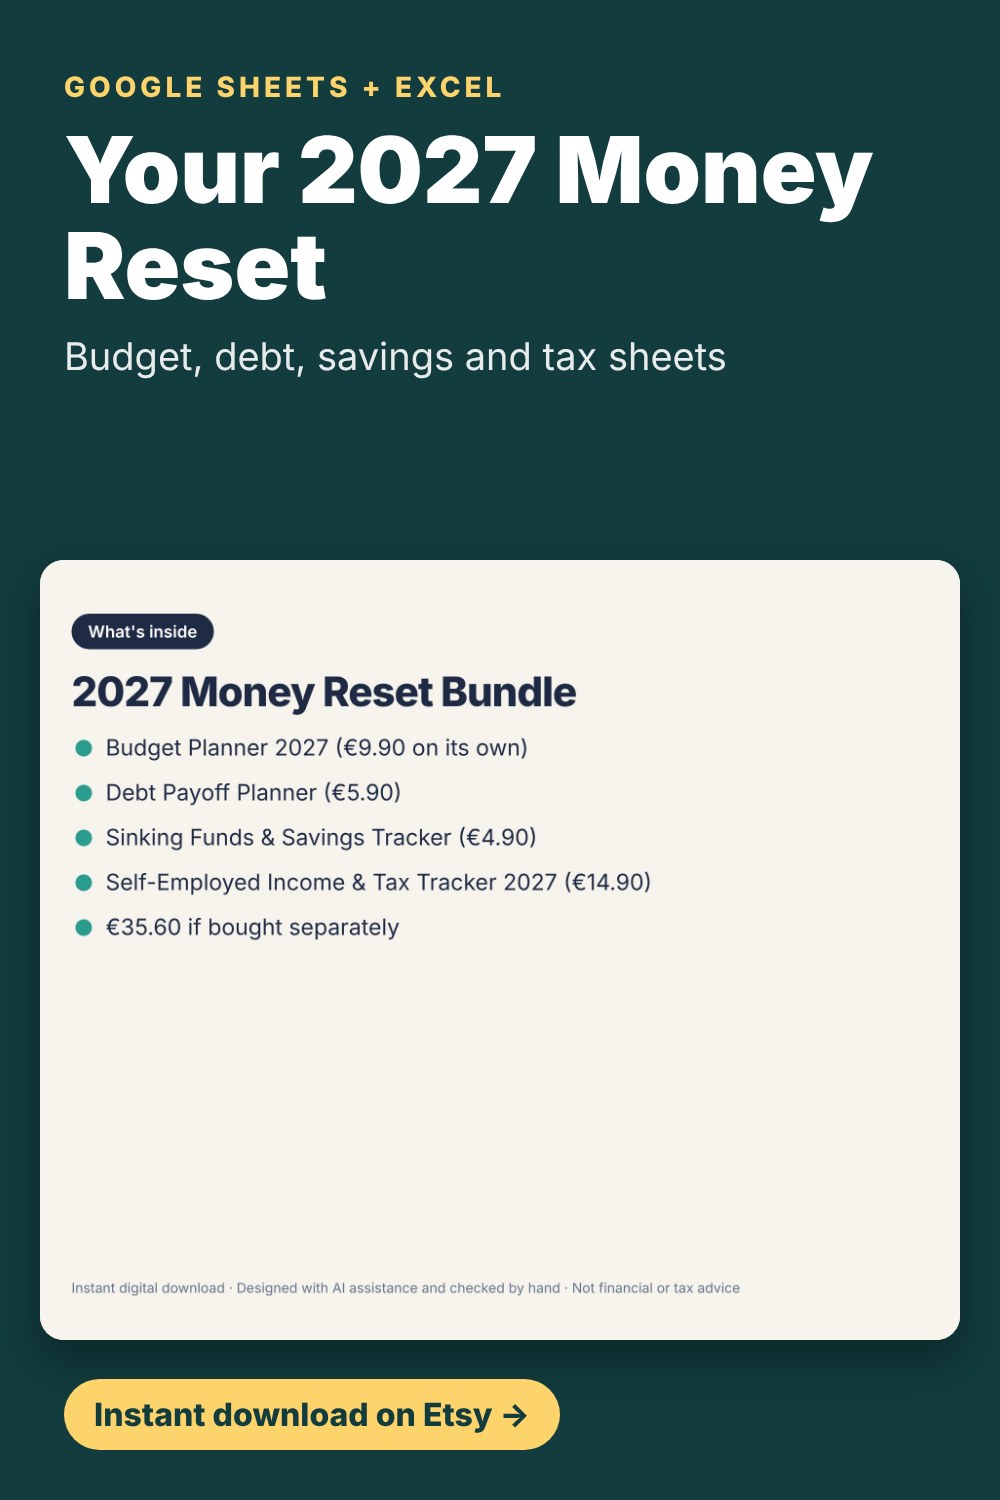 GOOGLE SHEETS + EXCEL
Your 2027 Money
Reset
Budget, debt, savings and tax sheets
What's inside
2027 Money Reset Bundle
Budget Planner 2027 (€9.90 on its own)
Debt Payoff Planner (€5.90)
Sinking Funds & Savings Tracker (€4.90)
Self-Employed Income & Tax Tracker 2027 (€14.90)
€35.60 if bought separately
Instant digital download · Designed with AI assistance and checked by hand · Not financial or tax advice
Instant download on Etsy →